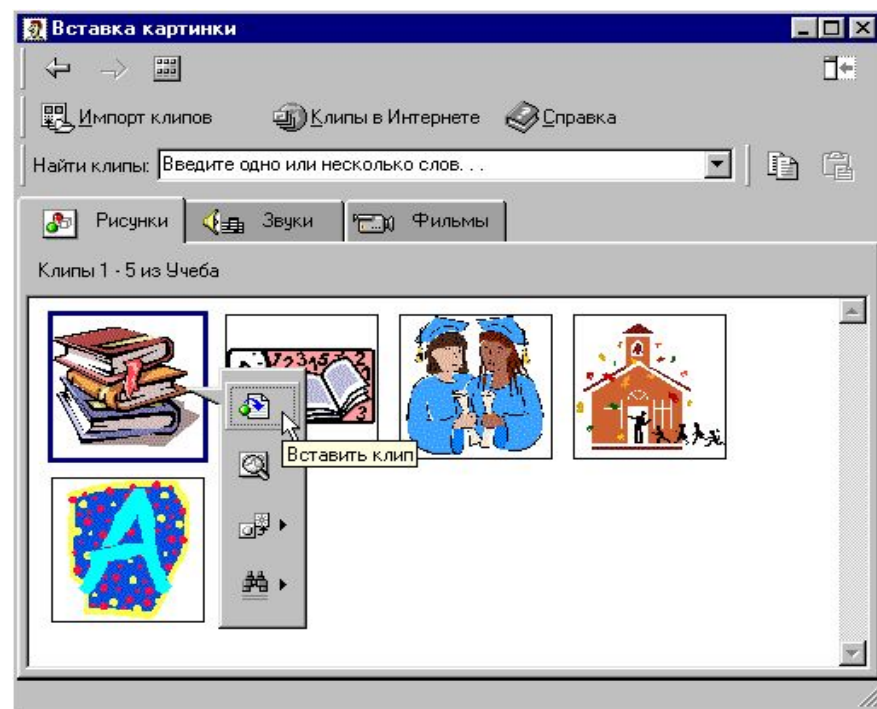 Вставка картинки
Импорт клипов Клипы в Интернете Справка
Найти клипы: Введите одно или несколько слов. . .
Рисунки Звуки Фильмы
Клипы 1 - 5 из Учеба
Вставить клип